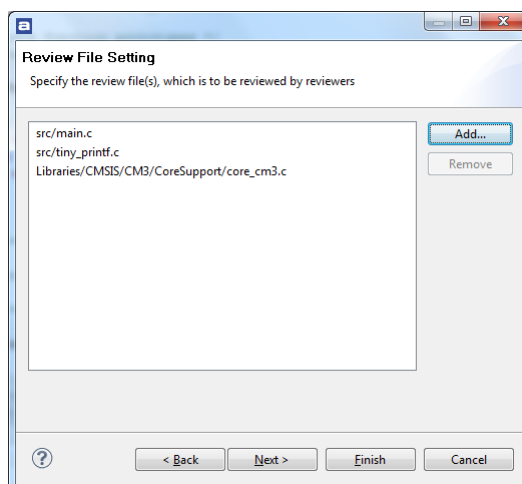 a
Review File Setting
Specify the review file(s), which is to be reviewed by reviewers
src/main.c
src/tiny_printf.c
Libraries/CMSIS/CM3/CoreSupport/core_cm3.c
Add...
Remove
?
< Back
Next >
Finish
Cancel